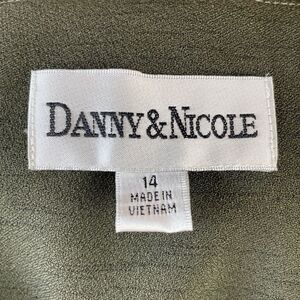 DANNY & NICOLE
14
MADE IN
VIETNAM